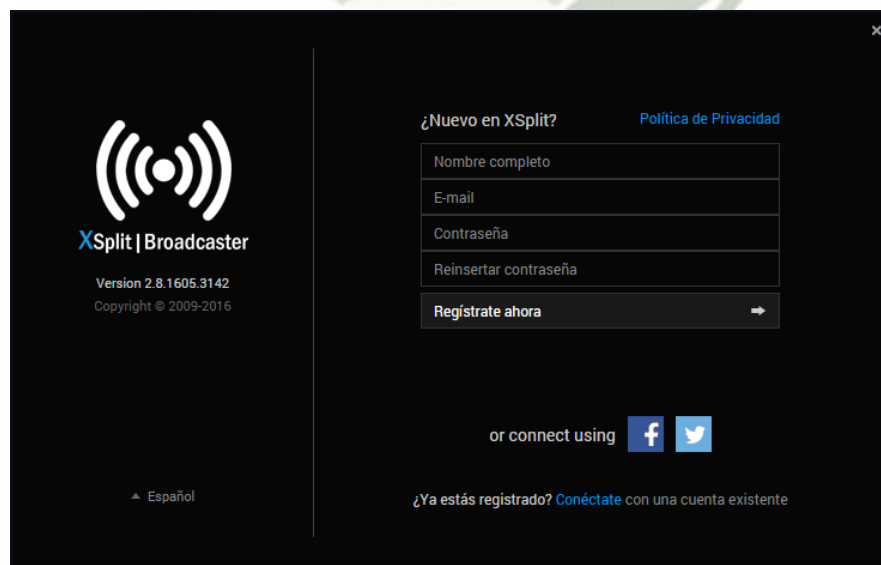 XSplit | Broadcaster
Version 2.8.1605.3142
Copyright © 2009-2016
Español
¿Nuevo en XSplit? Política de Privacidad
Nombre completo
E-mail
Contraseña
Reinsertar contraseña
Regístrate ahora
or connect using
¿Ya estás registrado? Conéctate con una cuenta existente